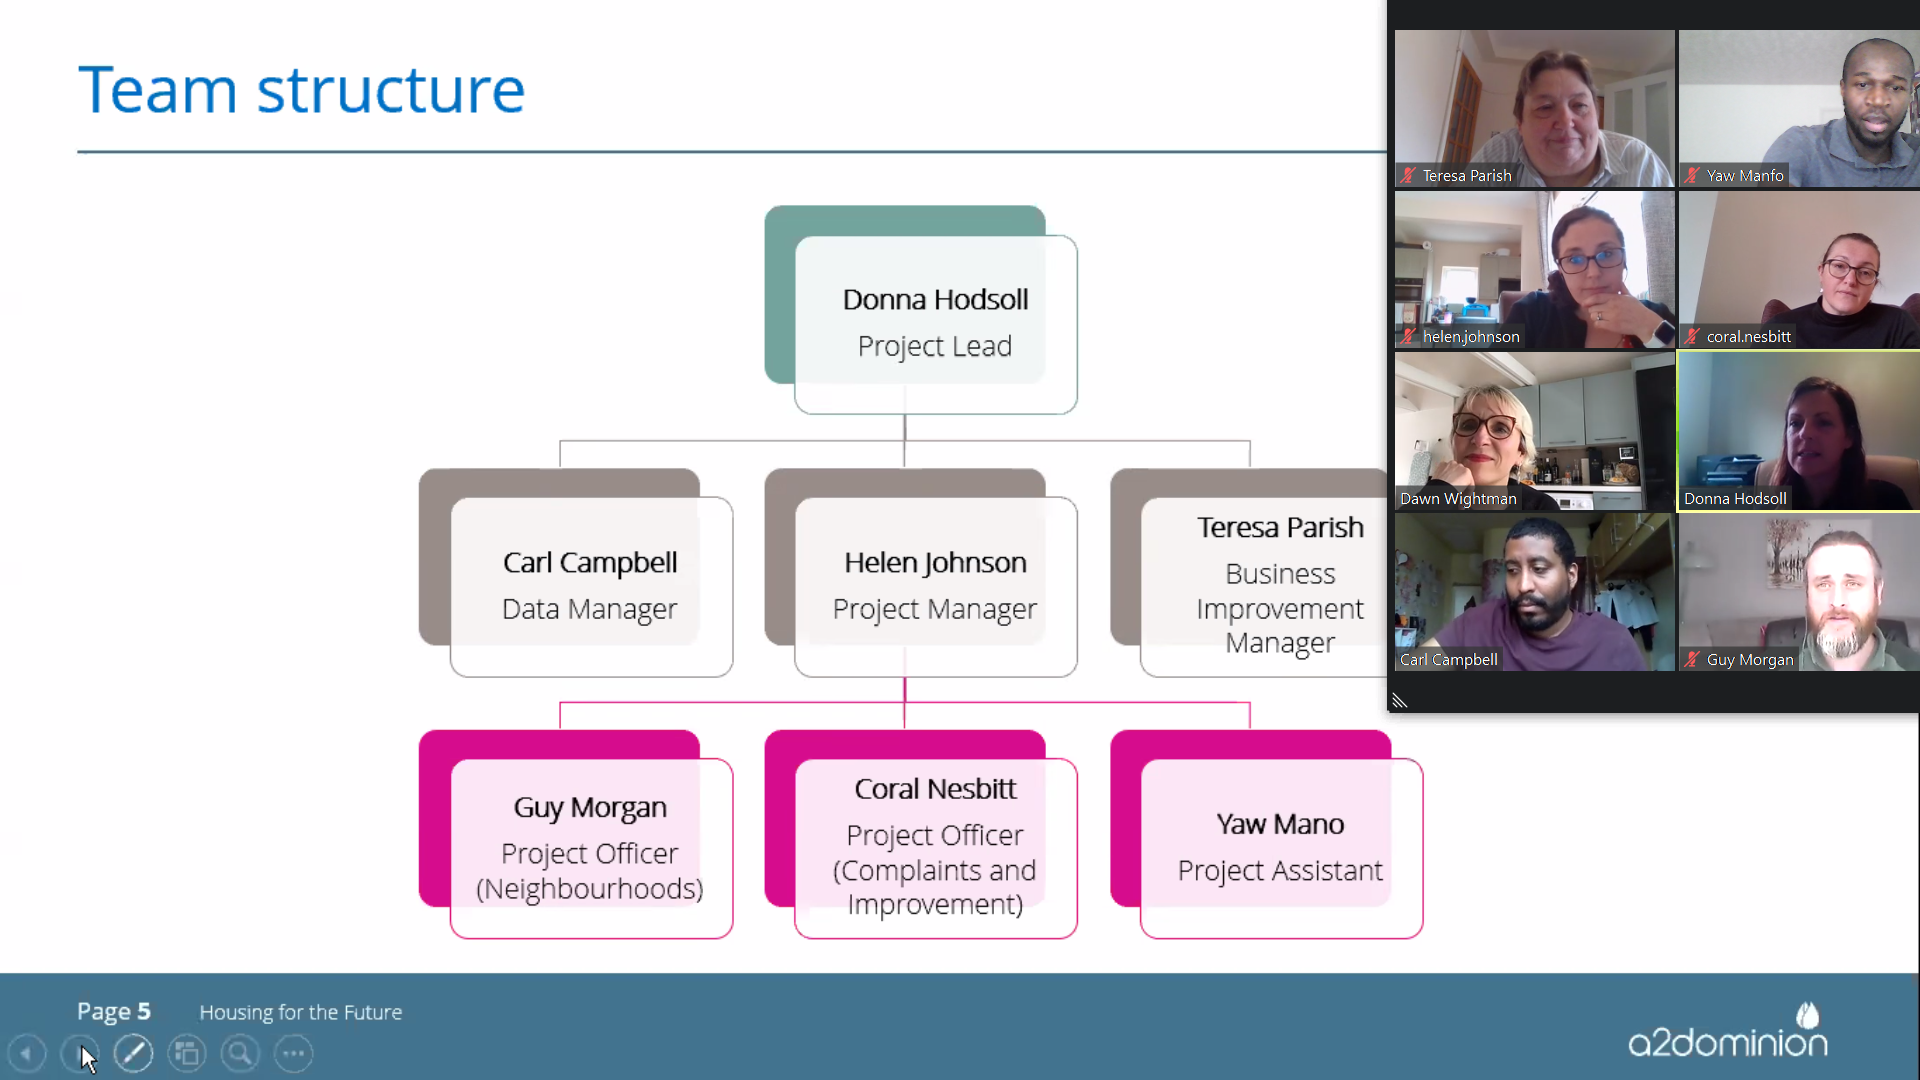 Team structure
Donna Hodsoll
Project Lead
Carl Campbell
Data Manager
Helen Johnson
Project Manager
Teresa Parish
Business
Improvement
Manager
Guy Morgan
Project Officer
(Neighbourhoods)
Coral Nesbitt
Project Officer
(Complaints and
Improvement)
Yaw Mano
Project Assistant
Teresa Parish
Yaw Manfo
helen.johnson
coral.nesbitt
Dawn Wightman
Donna Hodsoll
Carl Campbell
Guy Morgan
Page 5
Housing for the Future
a2dominion